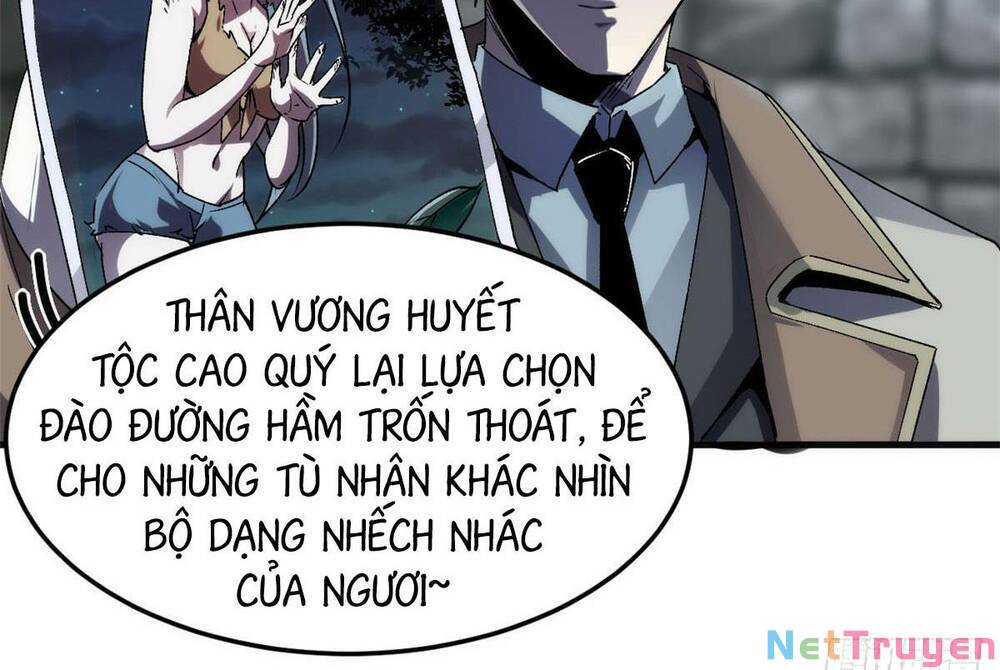 THÂN VƯƠNG HUYẾT
TỘC CAO QUÝ LẠI LỰA CHỌN
ĐÀO ĐƯỜNG HẦM TRỐN THOÁT, ĐỂ
CHO NHỮNG TÙ NHÂN KHÁC NHÌN
BỘ DẠNG NHẾCH NHÁC
CỦA NGƯƠI~
NetTruyen